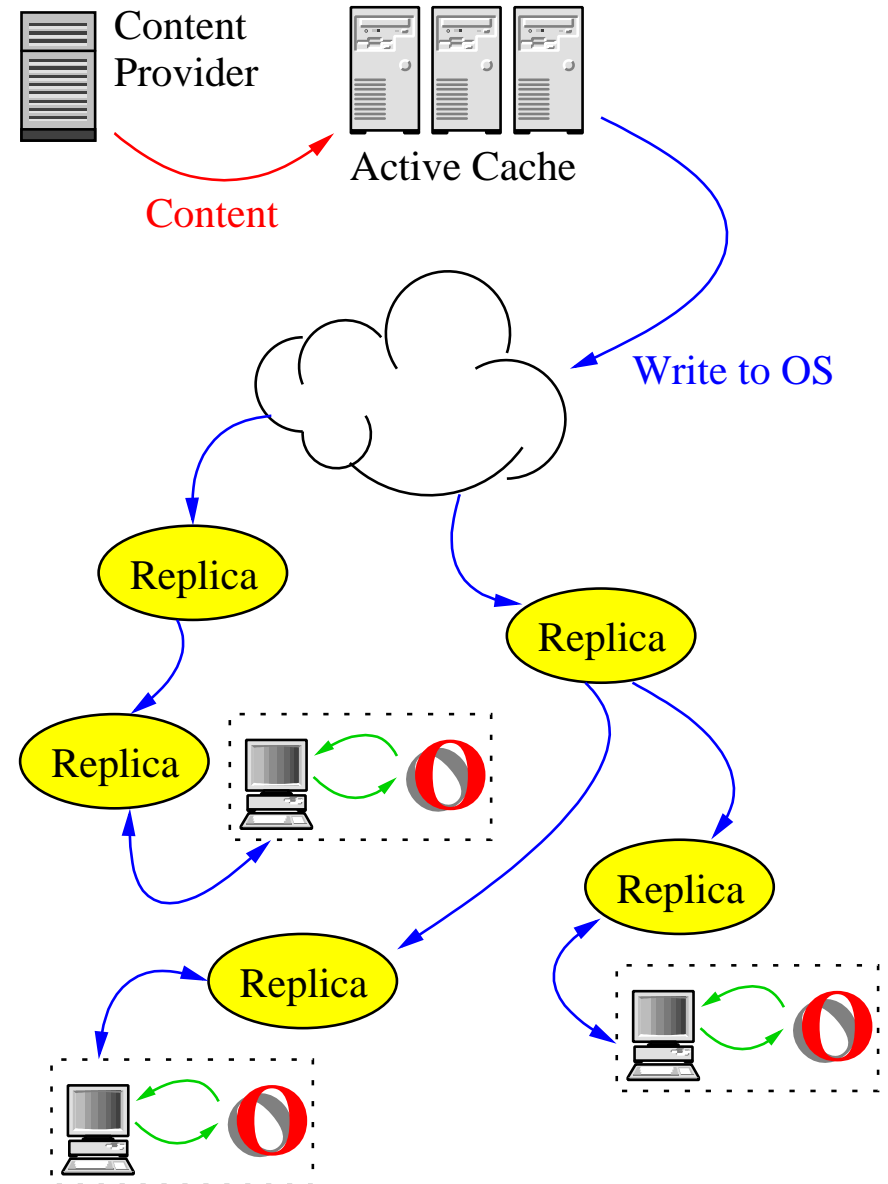 Content
Provider
Active Cache
Content
Write to OS
Replica
Replica
Replica
Replica
Replica